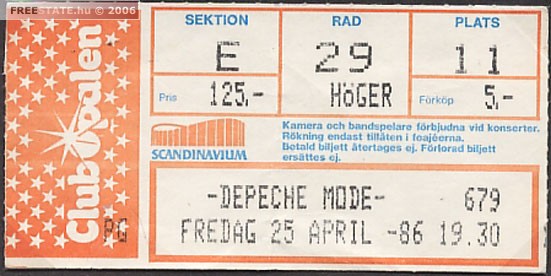 FREESTATE.hu © 2006
Club Opalen
PG
SEKTION RAD PLATS
E 29 11
Pris 125,- HÖGER Förköp 5,-
SCANDINAVIUM
Kamera och bandspelare förbjudna vid konserter.
Rökning endast tillåten i foajéerna.
Betald biljett återtages ej. Förlorad biljett
ersättes ej.
-DEPECHE MODE- 679
FREDAG 25 APRIL -86 19.30